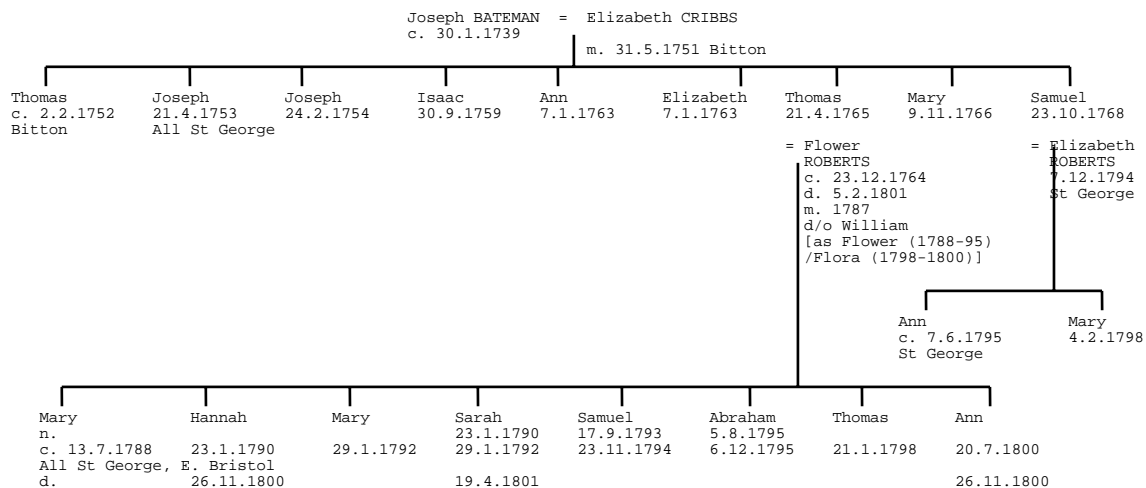 Joseph BATEMAN = Elizabeth CRIBBS
c. 30.1.1739
m. 31.5.1751 Bitton
Thomas Joseph Joseph Isaac Ann Elizabeth Thomas Mary Samuel
c. 2.2.1752 21.4.1753 24.2.1754 30.9.1759 7.1.1763 7.1.1763 21.4.1765 9.11.1766 23.10.1768
Bitton All St George
= Flower = Elizabeth
ROBERTS ROBERTS
c. 23.12.1764 7.12.1794
d. 5.2.1801 St George
m. 1787
d/o William
[as Flower (1788-95)
/Flora (1798-1800)]
Ann Mary
c. 7.6.1795 4.2.1798
St George
Mary Hannah Mary Sarah Samuel Abraham Thomas Ann
n. 23.1.1790 17.9.1793 5.8.1795
c. 13.7.1788 23.1.1790 29.1.1792 29.1.1792 23.11.1794 6.12.1795 21.1.1798 20.7.1800
All St George, E. Bristol
d. 26.11.1800 19.4.1801 26.11.1800